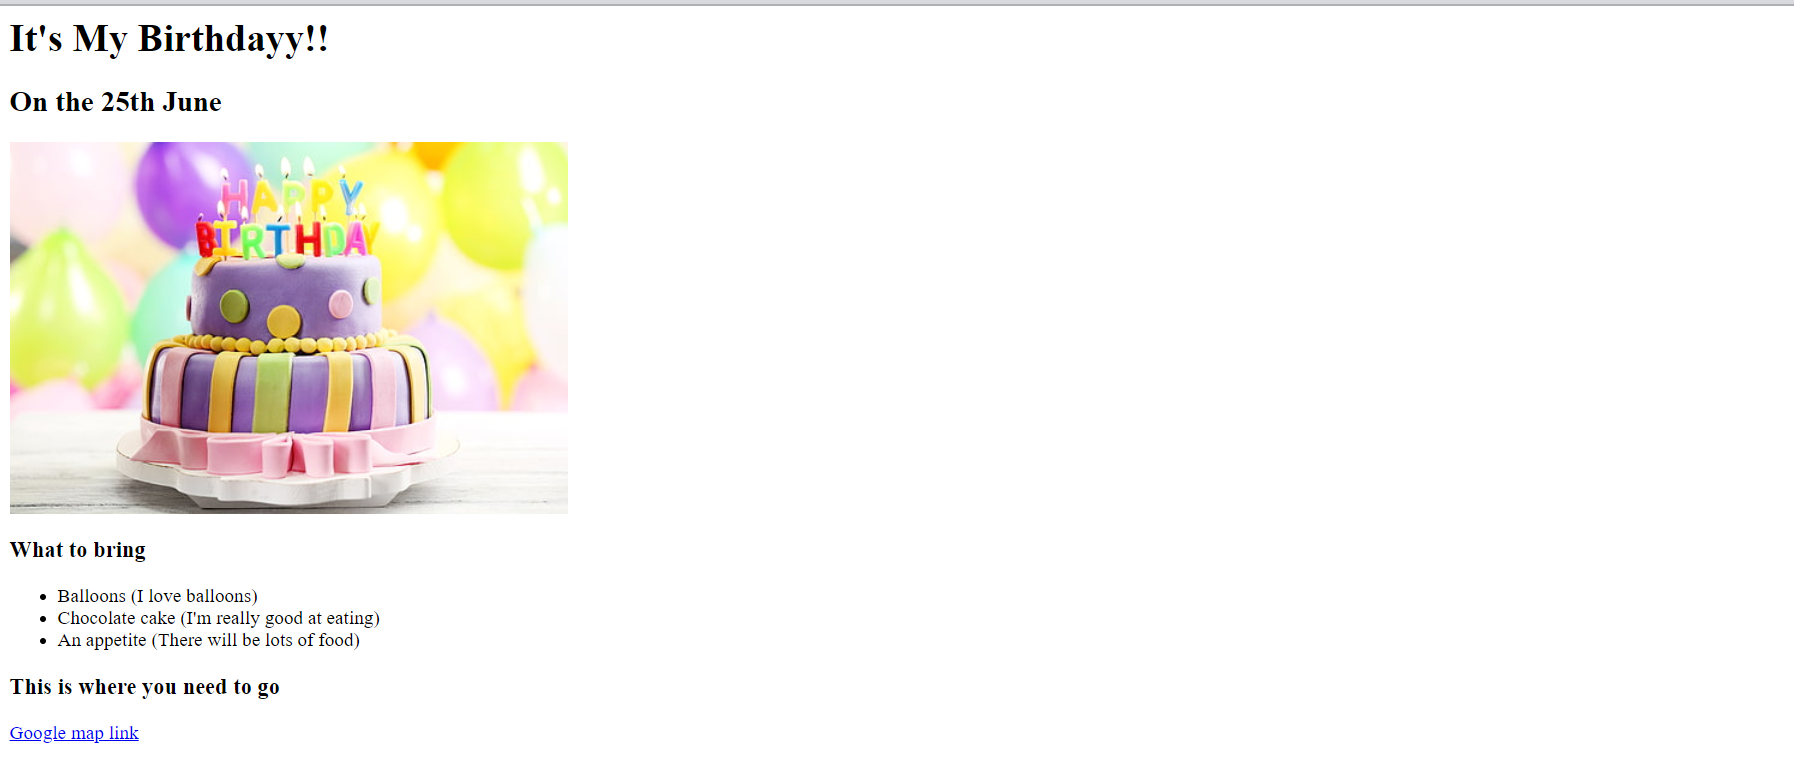 It's My Birthdayy!!
On the 25th June
HAPPY
BIRTHDAY
What to bring
Balloons (I love balloons)
Chocolate cake (I'm really good at eating)
An appetite (There will be lots of food)
This is where you need to go
Google map link